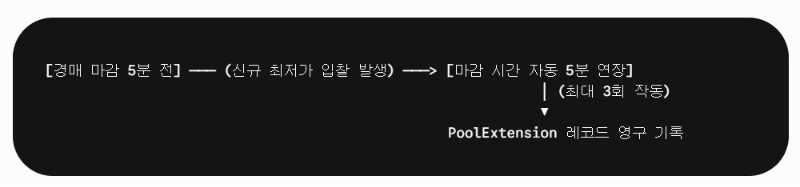 [경매 마감 5분 전] ─── (신규 최저가 입찰 발생) ───> [마감 시간 자동 5분 연장]
│ (최대 3회 작동)
▼
PoolExtension 레코드 영구 기록